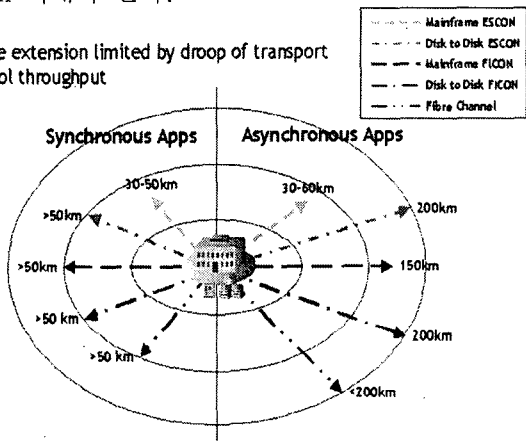 e extension limited by droop of transport
ol throughput
Mainframe ESCON
Disk to Disk ESCON
Mainframe FICON
Disk to Disk FICON
Fibre Channel
Synchronous Apps
Asynchronous Apps
30-50km
30-60km
>50km
200km
>50km
150km
>50 km
200km
>50 km
<200km